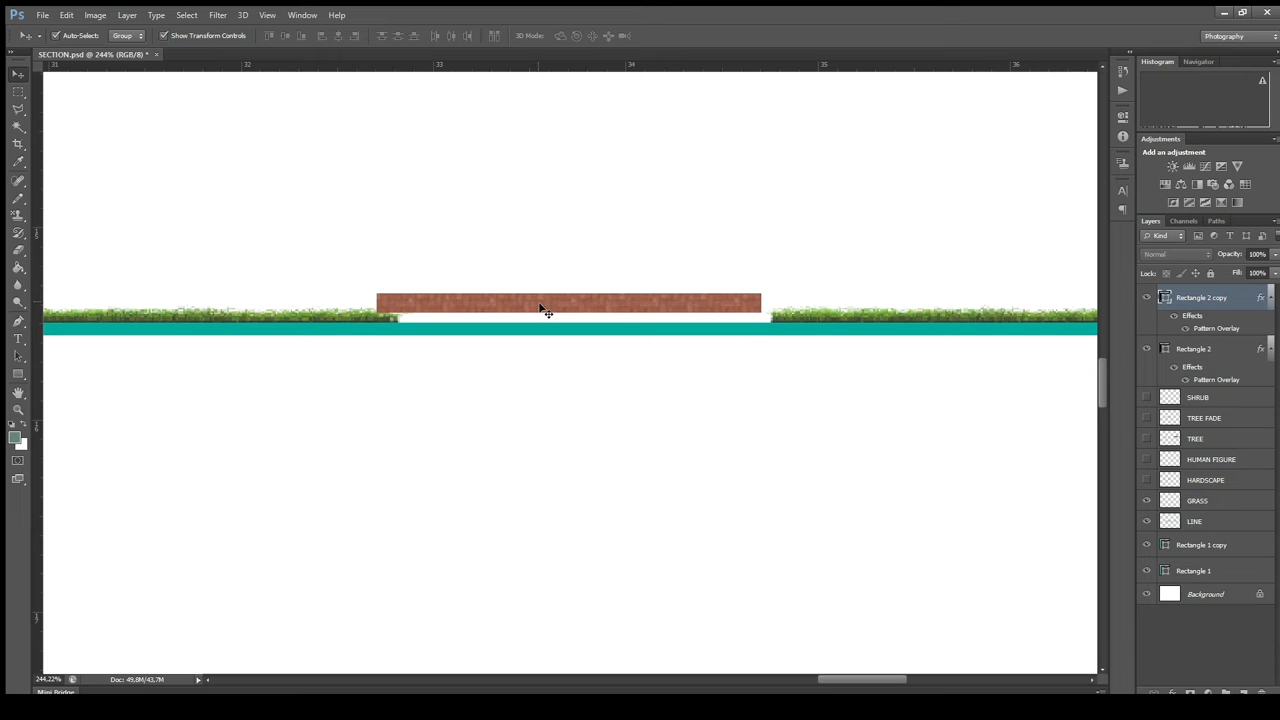 Ps File Edit Image Layer Type Select Filter 3D View Window Help
Auto-Select: Group Show Transform Controls 3D Mode: Photography
SECTION.psd @ 244% (RGB/8) * ×
31 32 33 34 35 36
Histogram Navigator
Adjustments
Add an adjustment
Layers Channels Paths
Kind
Normal Opacity: 100%
Lock: Fill: 100%
Rectangle 2 copy fx
Effects
Pattern Overlay
Rectangle 2 fx
Effects
Pattern Overlay
SHRUB
TREE FADE
TREE
HUMAN FIGURE
HARDSCAPE
GRASS
LINE
Rectangle 1 copy
Rectangle 1
Background
244.22% Doc: 49,8M/43,7M
Mini Bridge